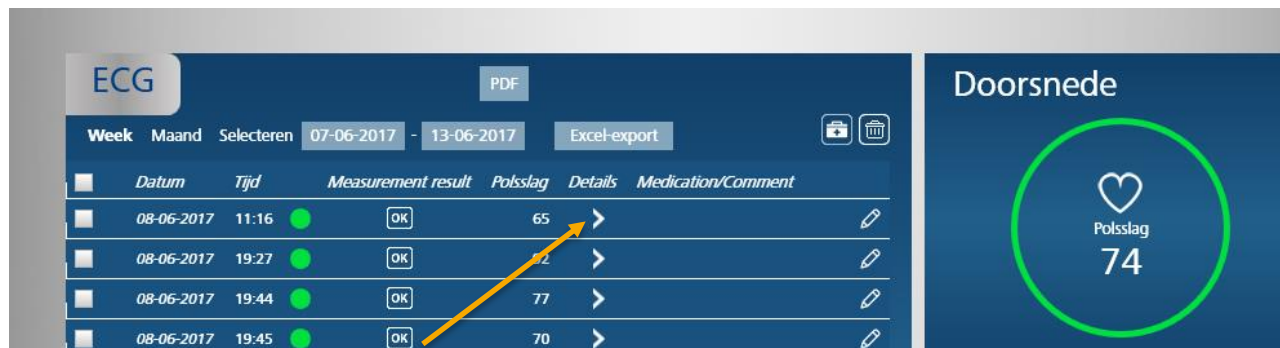 ECG
PDF
Doorsnede
Week Maand Selecteren 07-06-2017 - 13-06-2017 Excel-export
Datum Tijd Measurement result Polsslag Details Medication/Comment
08-06-2017 11:16 OK 65
08-06-2017 19:27 OK
08-06-2017 19:44 OK 77
08-06-2017 19:45 OK 70
Polsslag
74